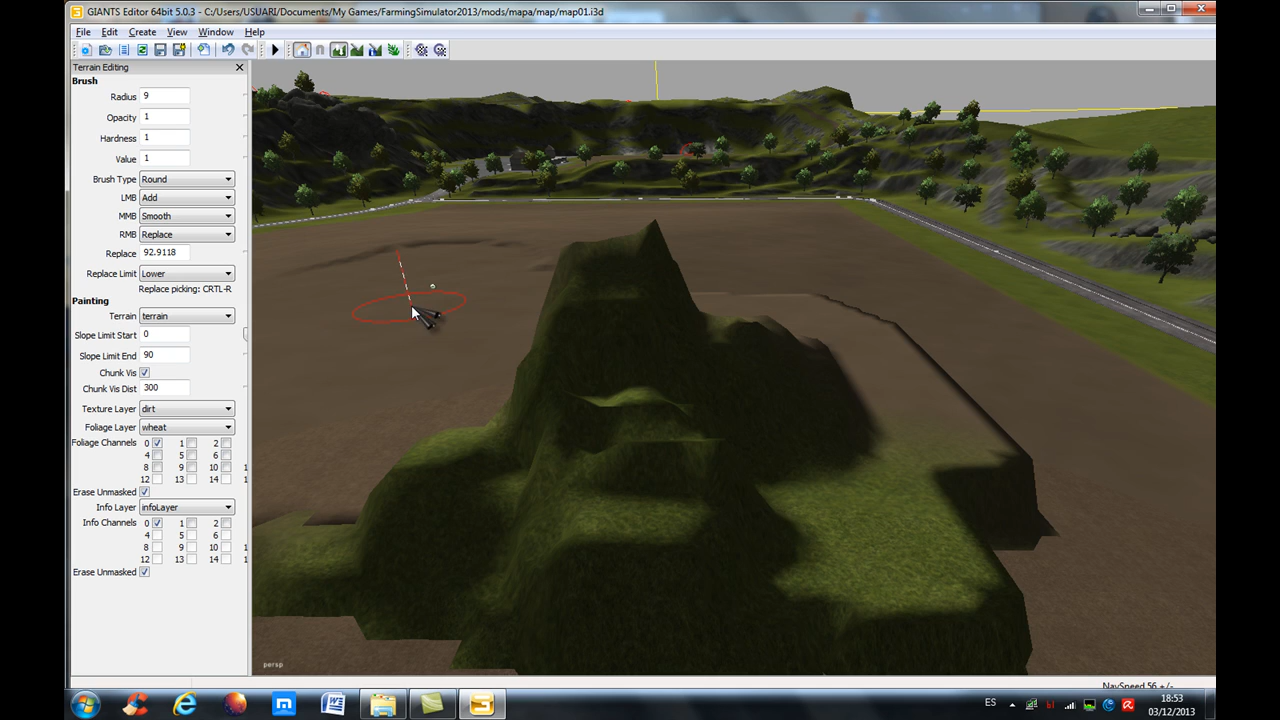 GIANTS Editor 64bit 5.0.3 - C:/Users/USUARI/Documents/My Games/FarmingSimulator2013/mods/mapa/map/map01.i3d
File Edit Create View Window Help
Terrain Editing
Brush
Radius 9
Opacity 1
Hardness 1
Value 1
Brush Type Round
LMB Add
MMB Smooth
RMB Replace
Replace 92.9118
Replace Limit Lower
Replace picking: CRTL-R
Painting
Terrain terrain
Slope Limit Start 0
Slope Limit End 90
Chunk Vis
Chunk Vis Dist 300
Texture Layer dirt
Foliage Layer wheat
Foliage Channels 0 1 2
4 5 6
8 9 10 1
12 13 14 1
Erase Unmasked
Info Layer infoLayer
Info Channels 0 1 2
4 5 6
8 9 10 1
12 13 14 1
Erase Unmasked
persp
NavSpeed 56 +/-
ES
18:53
03/12/2013